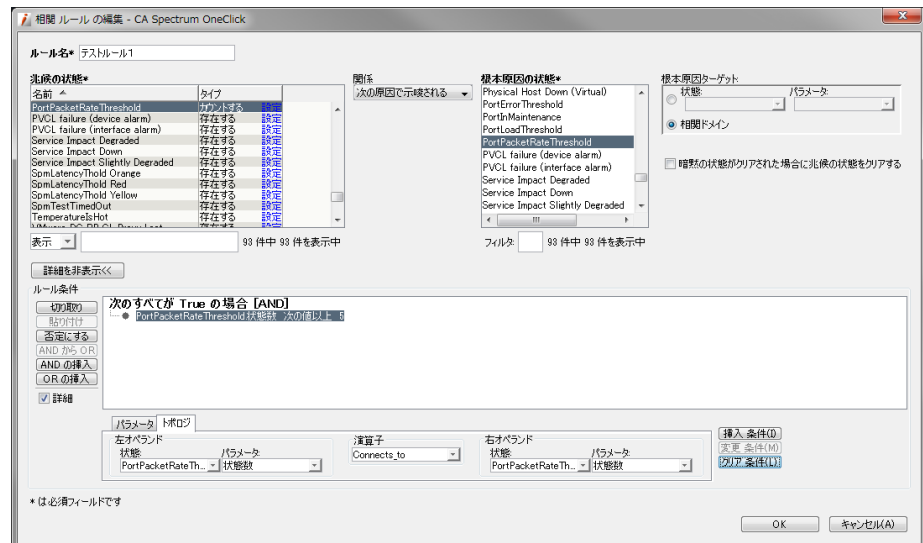 相関 ルール の編集 - CA Spectrum OneClick
ルール名* テストルール1
兆候の状態*
名前 タイプ
PortPacketRateThreshold カウントする 設定
PVCL failure (device alarm) 存在する 設定
PVCL failure (interface alarm) 存在する 設定
Service Impact Degraded 存在する 設定
Service Impact Down 存在する 設定
Service Impact Slightly Degraded 存在する 設定
SpmLatencyThold Orange 存在する 設定
SpmLatencyThold Red 存在する 設定
SpmLatencyThold Yellow 存在する 設定
SpmTestTimedOut 存在する 設定
TemperatureIsHot 存在する 設定
表示 93 件中 93 件を表示中
関係
次の原因で示唆される
根本原因の状態*
Physical Host Down (Virtual)
PortErrorThreshold
PortInMaintenance
PortLoadThreshold
PortPacketRateThreshold
PVCL failure (device alarm)
PVCL failure (interface alarm)
Service Impact Degraded
Service Impact Down
Service Impact Slightly Degraded
フィルタ: 93 件中 93 件を表示中
根本原因ターゲット
状態: パラメータ:
相関ドメイン
暗黙の状態がクリアされた場合に兆候の状態をクリアする
詳細を非表示<<
ルール条件
切り取り
貼り付け
否定にする
AND から OR
AND の挿入
OR の挿入
詳細
次のすべてが True の場合 [AND]
PortPacketRateThreshold.状態数 次の値以上 5
パラメータ トポロジ
左オペランド
状態: パラメータ:
PortPacketRateTh... 状態数
演算子
Connects_to
右オペランド
状態: パラメータ:
PortPacketRateTh... 状態数
挿入 条件(I)
変更 条件(M)
クリア 条件(L)
* は必須フィールドです
OK キャンセル(A)